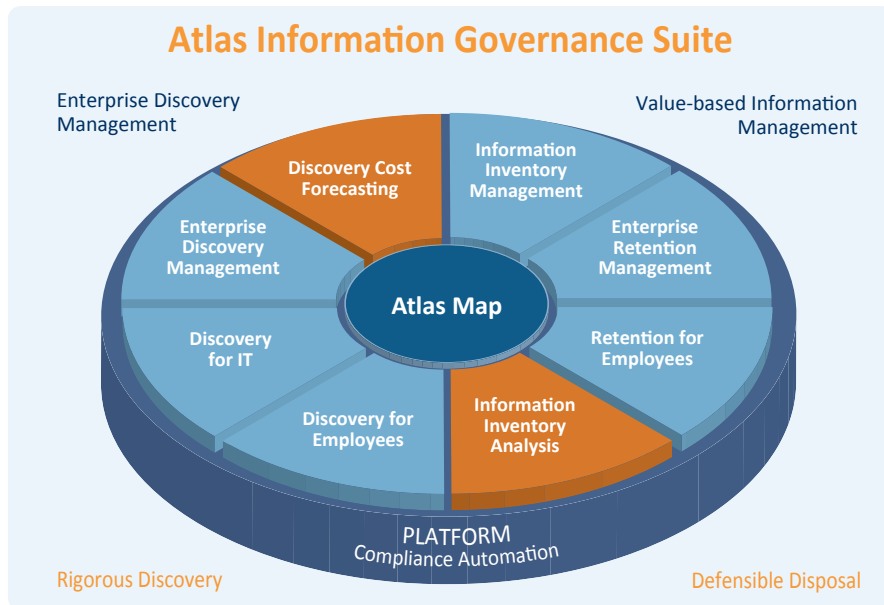 Atlas Information Governance Suite
Enterprise Discovery
Management
Value-based Information
Management
Discovery Cost
Forecasting
Information
Inventory
Management
Enterprise
Discovery
Management
Enterprise
Retention
Management
Atlas Map
Discovery
for IT
Retention for
Employees
Discovery for
Employees
Information
Inventory
Analysis
PLATFORM
Compliance Automation
Rigorous Discovery
Defensible Disposal